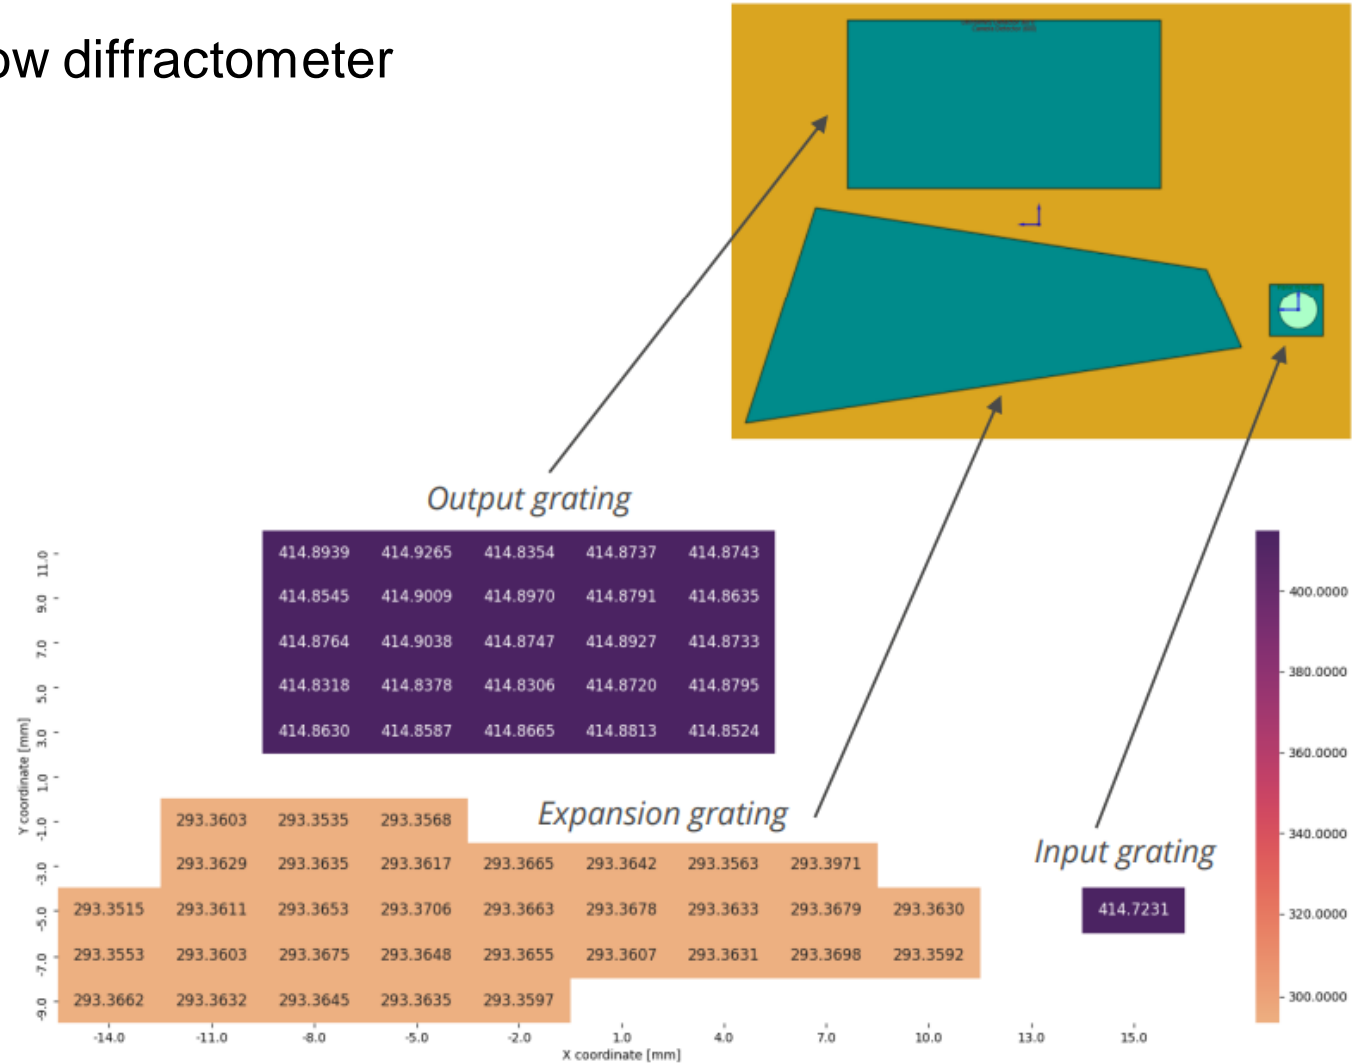 ow diffractometer
Output grating
11.0 414.8939 414.9265 414.8354 414.8737 414.8743
9.0 414.8545 414.9009 414.8970 414.8791 414.8635
7.0 414.8764 414.9038 414.8747 414.8927 414.8733
5.0 414.8318 414.8378 414.8306 414.8720 414.8795
3.0 414.8630 414.8587 414.8665 414.8813 414.8524
1.0
Expansion grating
-1.0 293.3603 293.3535 293.3568
Input grating
-3.0 293.3629 293.3635 293.3617 293.3665 293.3642 293.3563 293.3971
-5.0 293.3515 293.3611 293.3653 293.3706 293.3663 293.3678 293.3633 293.3679 293.3630 414.7231
-7.0 293.3553 293.3603 293.3675 293.3648 293.3655 293.3607 293.3631 293.3698 293.3592
-9.0 293.3662 293.3632 293.3645 293.3635 293.3597
Y coordinate [mm]
-14.0 -11.0 -8.0 -5.0 -2.0 1.0 4.0 7.0 10.0 13.0 15.0
X coordinate [mm]
400.0000
380.0000
360.0000
340.0000
320.0000
300.0000